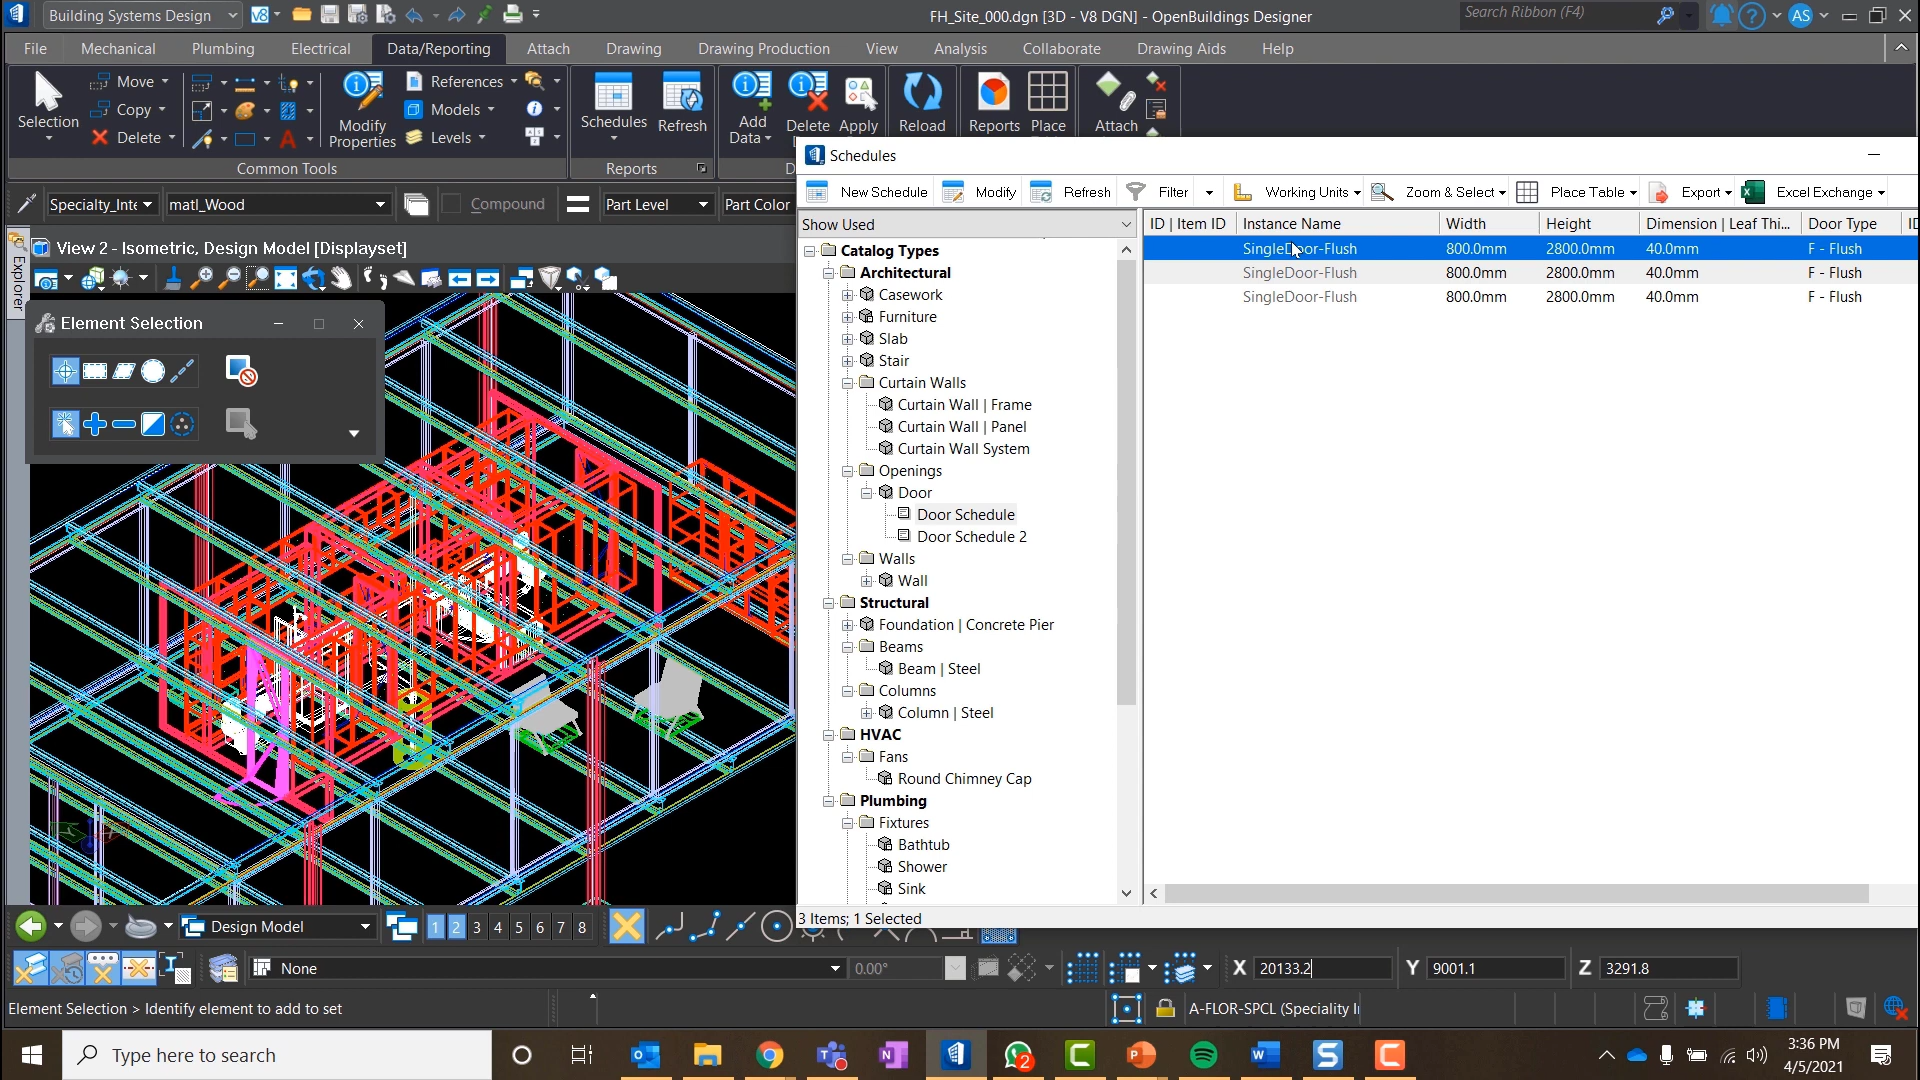 Building Systems Design
FH_Site_000.dgn [3D - V8 DGN] - OpenBuildings Designer
Search Ribbon (F4)
AS
File Mechanical Plumbing Electrical Data/Reporting Attach Drawing Drawing Production View Analysis Collaborate Drawing Aids Help
Selection
Move
Copy
Delete
Modify
Properties
References
Models
Levels
Common Tools
Schedules
Refresh
Reports
Add
Data
Delete
Apply
Reload
Reports
Place
Attach
D
Specialty_Inte
matl_Wood
Compound
Part Level
Part Color
Explorer
View 2 - Isometric, Design Model [Displayset]
Element Selection
Schedules
New Schedule Modify Refresh Filter Working Units Zoom & Select Place Table Export Excel Exchange
Show Used
Catalog Types
Architectural
Casework
Furniture
Slab
Stair
Curtain Walls
Curtain Wall | Frame
Curtain Wall | Panel
Curtain Wall System
Openings
Door
Door Schedule
Door Schedule 2
Walls
Wall
Structural
Foundation | Concrete Pier
Beams
Beam | Steel
Columns
Column | Steel
HVAC
Fans
Round Chimney Cap
Plumbing
Fixtures
Bathtub
Shower
Sink
ID | Item ID Instance Name Width Height Dimension | Leaf Thi... Door Type ID
SingleDoor-Flush 800.0mm 2800.0mm 40.0mm F - Flush
SingleDoor-Flush 800.0mm 2800.0mm 40.0mm F - Flush
SingleDoor-Flush 800.0mm 2800.0mm 40.0mm F - Flush
3 Items; 1 Selected
Design Model
1 2 3 4 5 6 7 8
None
0.00°
X 20133.2
Y 9001.1
Z 3291.8
Element Selection > Identify element to add to set
A-FLOR-SPCL (Speciality I
Type here to search
2
3:36 PM
4/5/2021